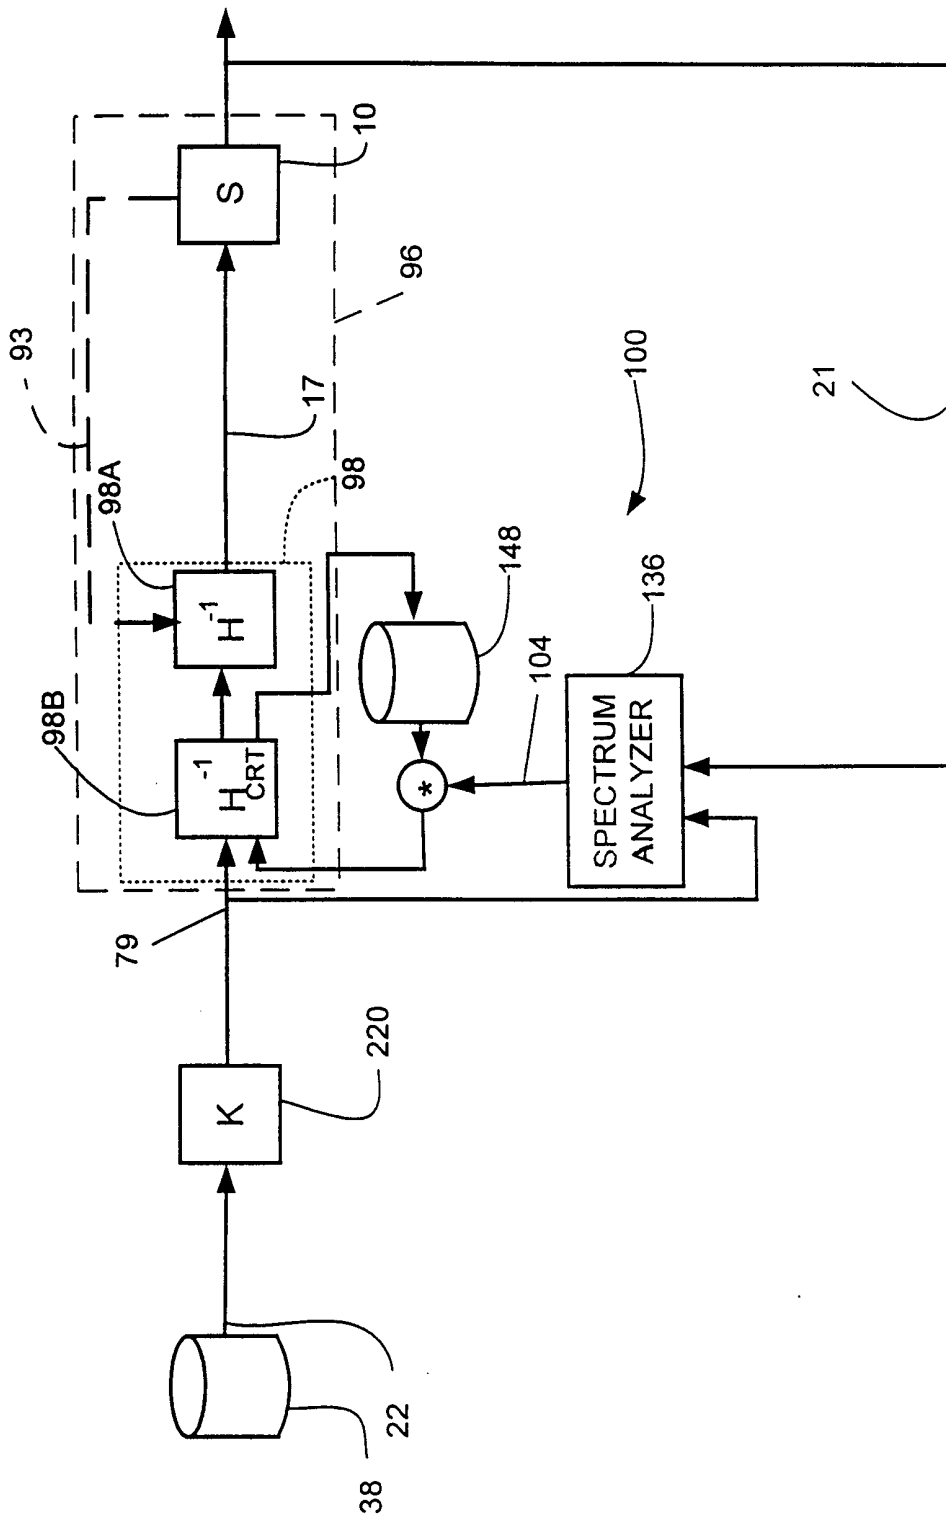 38
22
K
220
79
98B
H⁻¹CRT
98A
H⁻¹
98
93
17
S
10
96
148
*
104
SPECTRUM
ANALYZER
136
100
21